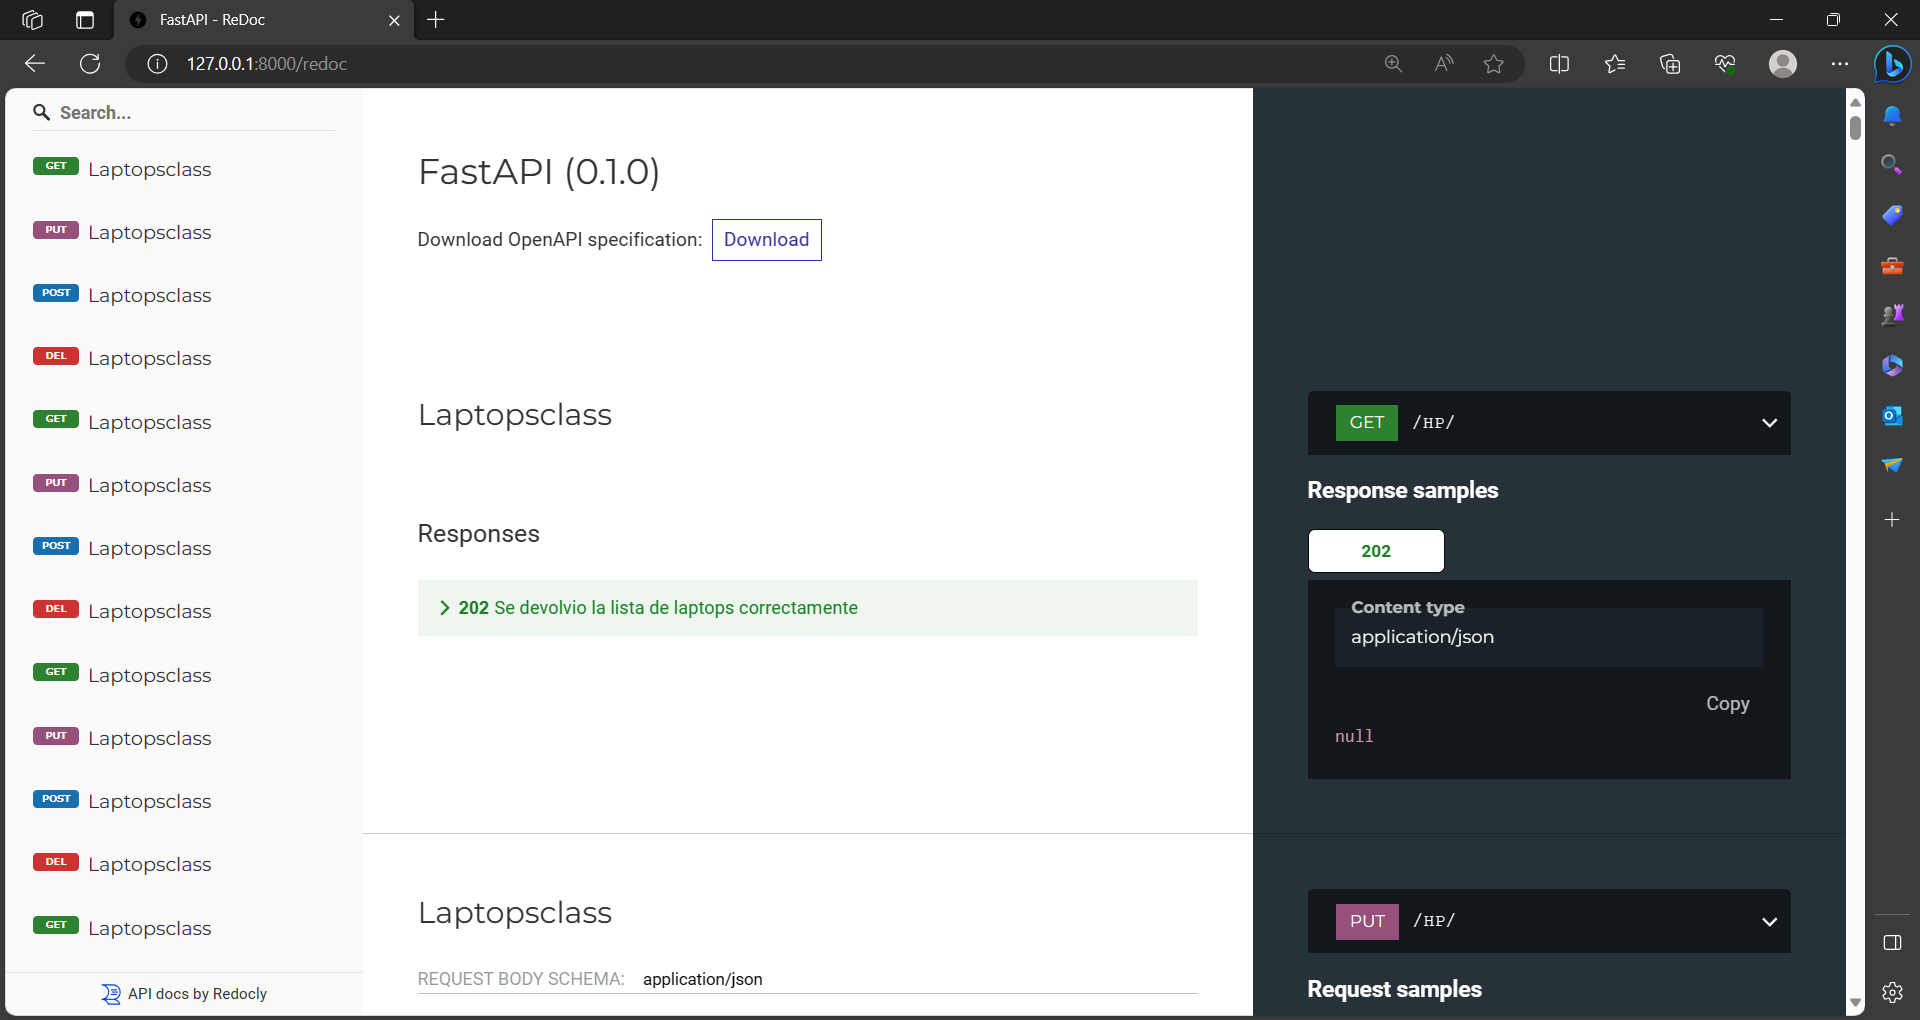 FastAPI - ReDoc
127.0.0.1:8000/redoc
Search...
GET Laptopsclass
PUT Laptopsclass
POST Laptopsclass
DEL Laptopsclass
GET Laptopsclass
PUT Laptopsclass
POST Laptopsclass
DEL Laptopsclass
GET Laptopsclass
PUT Laptopsclass
POST Laptopsclass
DEL Laptopsclass
GET Laptopsclass
API docs by Redocly
FastAPI (0.1.0)
Download OpenAPI specification: Download
Laptopsclass
Responses
202 Se devolvio la lista de laptops correctamente
Laptopsclass
REQUEST BODY SCHEMA: application/json
GET /HP/
Response samples
202
Content type
application/json
Copy
null
PUT /HP/
Request samples